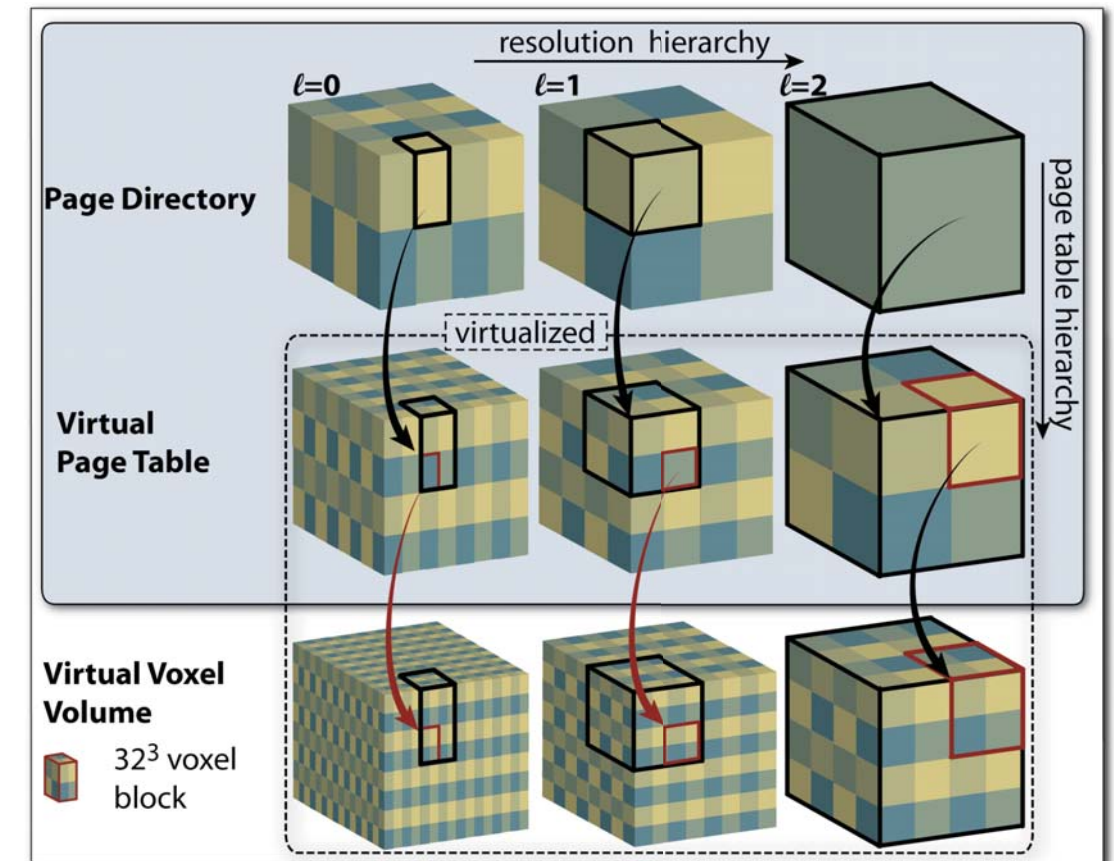 resolution hierarchy
ℓ=0
ℓ=1
ℓ=2
Page Directory
page table hierarchy
virtualized
Virtual
Page Table
Virtual Voxel
Volume
32³ voxel
block